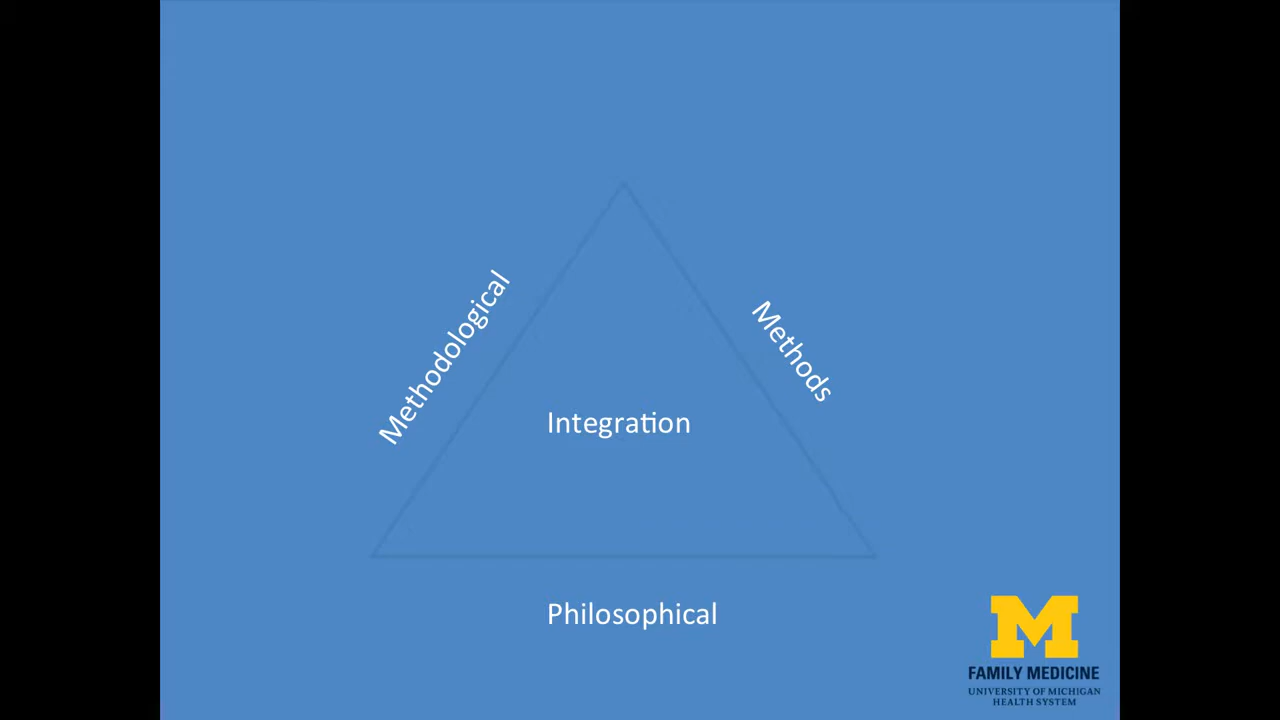 Methodological
Methods
Integration
Philosophical
M
FAMILY MEDICINE
UNIVERSITY OF MICHIGAN
HEALTH SYSTEM